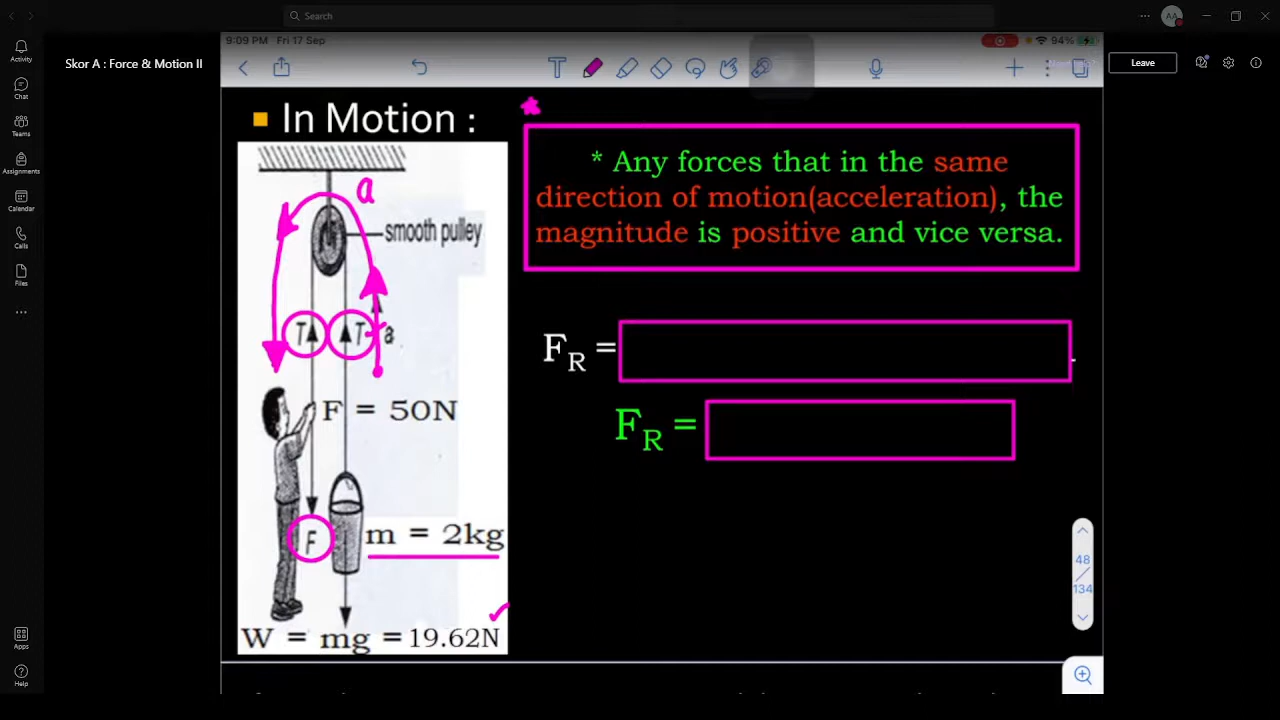 Search
AA
9:09 PM Fri 17 Sep
94%
Activity
Chat
Teams
Assignments
Calendar
Calls
Files
Apps
Help
Skor A : Force & Motion II
Leave
In Motion :
a
smooth pulley
T
T
a
F = 50N
F
m = 2kg
W = mg = 19.62N
* Any forces that in the same
direction of motion(acceleration), the
magnitude is positive and vice versa.
F_R = .
F_R =
48
134